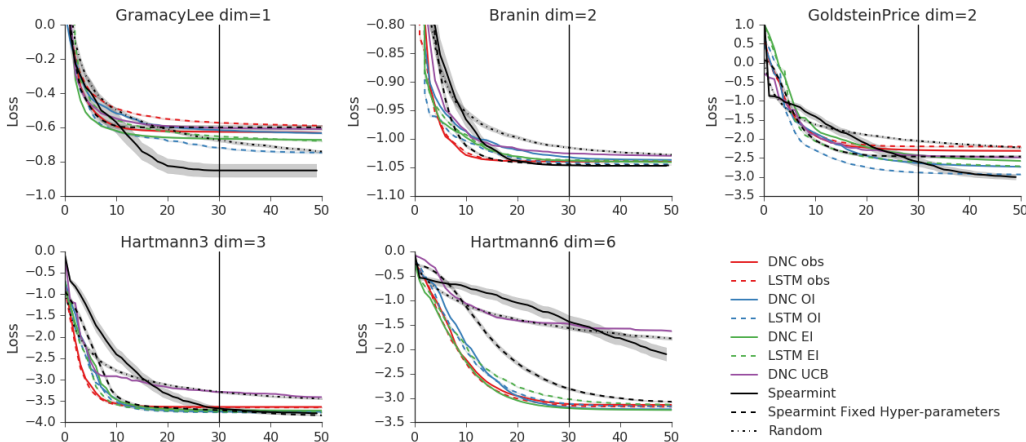 GramacyLee dim=1
Branin dim=2
GoldsteinPrice dim=2
Loss
0.0
−0.2
−0.4
−0.6
−0.8
−1.0
0 10 20 30 40 50
Loss
−0.80
−0.85
−0.90
−0.95
−1.00
−1.05
−1.10
0 10 20 30 40 50
Loss
1.0
0.5
0.0
−0.5
−1.0
−1.5
−2.0
−2.5
−3.0
−3.5
0 10 20 30 40 50
Hartmann3 dim=3
Hartmann6 dim=6
Loss
0.0
−0.5
−1.0
−1.5
−2.0
−2.5
−3.0
−3.5
−4.0
0 10 20 30 40 50
Loss
0.0
−0.5
−1.0
−1.5
−2.0
−2.5
−3.0
−3.5
0 10 20 30 40 50
DNC obs
LSTM obs
DNC OI
LSTM OI
DNC EI
LSTM EI
DNC UCB
Spearmint
Spearmint Fixed Hyper-parameters
Random